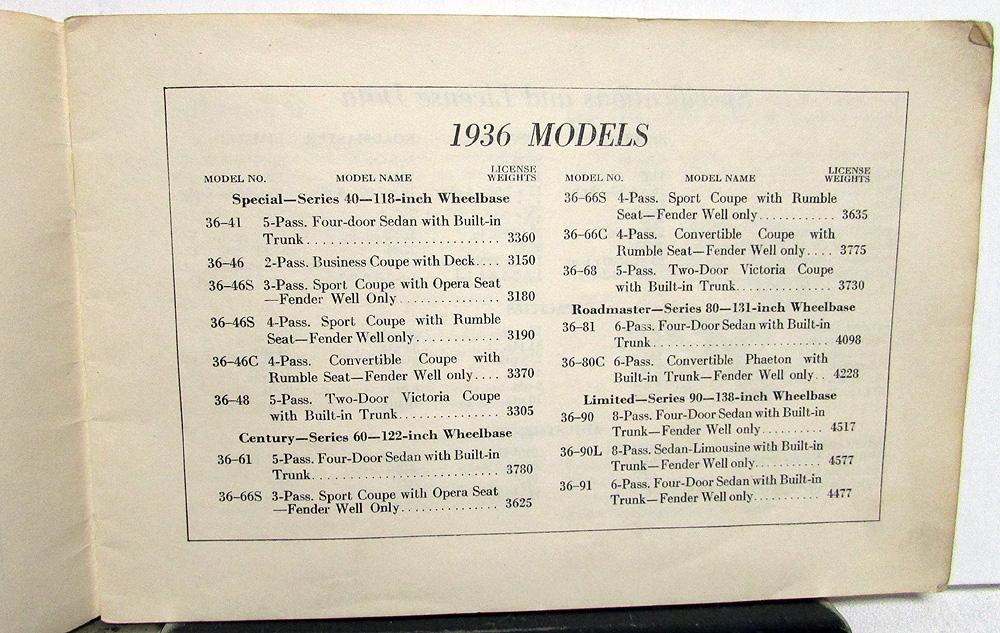 1936 MODELS
MODEL NO. MODEL NAME LICENSE WEIGHTS
Special—Series 40—118-inch Wheelbase
36–41 5-Pass. Four-door Sedan with Built-in
Trunk............................ 3360
36–46 2-Pass. Business Coupe with Deck.... 3150
36–46S 3-Pass. Sport Coupe with Opera Seat
—Fender Well Only.............. 3180
36–46S 4-Pass. Sport Coupe with Rumble
Seat—Fender Well only............ 3190
36–46C 4-Pass. Convertible Coupe with
Rumble Seat—Fender Well only.... 3370
36–48 5-Pass. Two-Door Victoria Coupe
with Built-in Trunk............... 3305
Century—Series 60—122-inch Wheelbase
36–61 5-Pass. Four-Door Sedan with Built-in
Trunk............................ 3780
36–66S 3-Pass. Sport Coupe with Opera Seat
—Fender Well Only.............. 3625
MODEL NO. MODEL NAME LICENSE WEIGHTS
36–66S 4-Pass. Sport Coupe with Rumble
Seat—Fender Well only........... 3635
36–66C 4-Pass. Convertible Coupe with
Rumble Seat—Fender Well only.... 3775
36–68 5-Pass. Two-Door Victoria Coupe
with Built-in Trunk.............. 3730
Roadmaster—Series 80—131-inch Wheelbase
36–81 6-Pass. Four-Door Sedan with Built-in
Trunk............................ 4098
36–80C 6-Pass. Convertible Phaeton with
Built-in Trunk—Fender Well only.. 4228
Limited—Series 90—138-inch Wheelbase
36–90 8-Pass. Four-Door Sedan with Built-in
Trunk—Fender Well only.......... 4517
36–90L 8-Pass. Sedan-Limousine with Built-in
Trunk—Fender Well only.......... 4577
36–91 6-Pass. Four-Door Sedan with Built-in
Trunk—Fender Well only.......... 4477